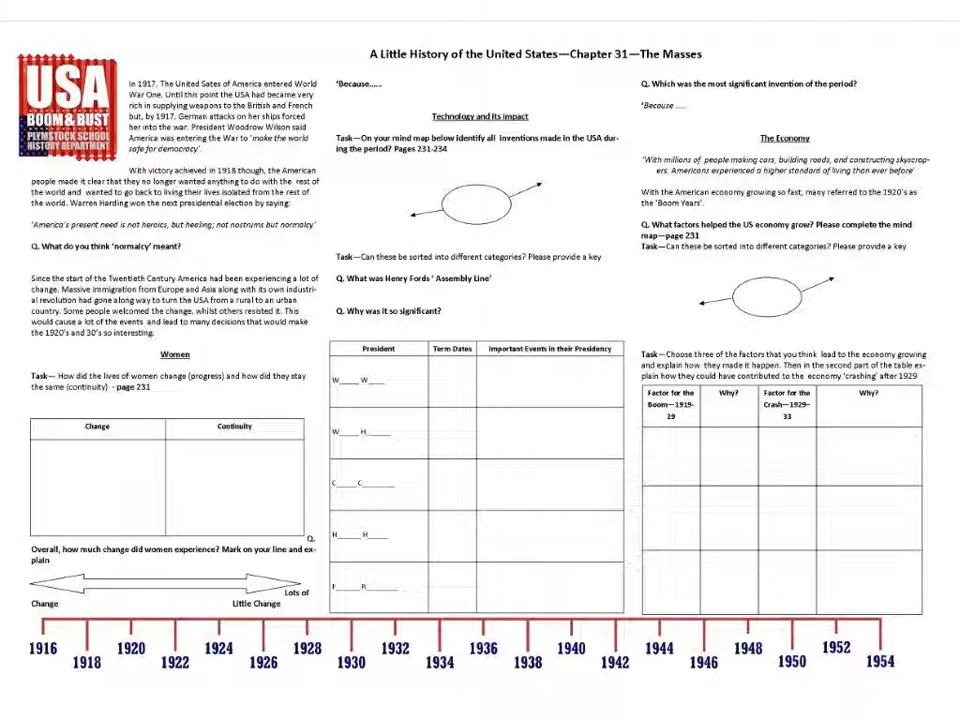 A Little History of the United States—Chapter 31—The Masses
USA
BOOM & BUST
PLYMSTOCK SCHOOL
HISTORY DEPARTMENT
In 1917, The United Sates of America entered World
War One. Until this point the USA had became very
rich in supplying weapons to the British and French
but, by 1917, German attacks on her ships forced
her into the war. President Woodrow Wilson said
America was entering the War to 'make the world
safe for democracy'.
With victory achieved in 1918 though, the American
people made it clear that they no longer wanted anything to do with the rest of
the world and wanted to go back to living their lives isolated from the rest of
the world. Warren Harding won the next presidential election by saying:
'America's present need is not heroics, but healing; not nostrums but normalcy'
Q. What do you think 'normalcy' meant?
Since the start of the Twentieth Century America had been experiencing a lot of
change. Massive immigration from Europe and Asia along with its own industri-
al revolution had gone along way to turn the USA from a rural to an urban
country. Some people welcomed the change, whilst others resisted it. This
would cause a lot of the events and lead to many decisions that would make
the 1920's and 30's so interesting.
Women
Task— How did the lives of women change (progress) and how did they stay
the same (continuity) - page 231
Change Continuity
Q.
Overall, how much change did women experience? Mark on your line and ex-
plain
Lots of
Change Little Change
'Because......
Technology and its impact
Task—On your mind map below identify all Inventions made in the USA dur-
ing the period? Pages 231-234
Task—Can these be sorted into different categories? Please provide a key
Q. What was Henry Fords ' Assembly Line'
Q. Why was it so significant?
President Term Dates Important Events in their Presidency
W_____ W_____
W_____ H______
C_____ C________
H_____ H_____
F_____ R________
Q. Which was the most significant invention of the period?
'Because .....
The Economy
'With millions of people making cars, building roads, and constructing skyscrap-
ers, Americans experienced a higher standard of living than ever before'
With the American economy growing so fast, many referred to the 1920's as
the 'Boom Years'.
Q. What factors helped the US economy grow? Please complete the mind
map—page 231
Task—Can these be sorted into different categories? Please provide a key
Task—Choose three of the factors that you think lead to the economy growing
and explain how they made it happen. Then in the second part of the table ex-
plain how they could have contributed to the economy 'crashing' after 1929
Factor for the Boom—1919-29 Why? Factor for the Crash—1929-33 Why?
1916 1918 1920 1922 1924 1926 1928 1930 1932 1934 1936 1938 1940 1942 1944 1946 1948 1950 1952 1954